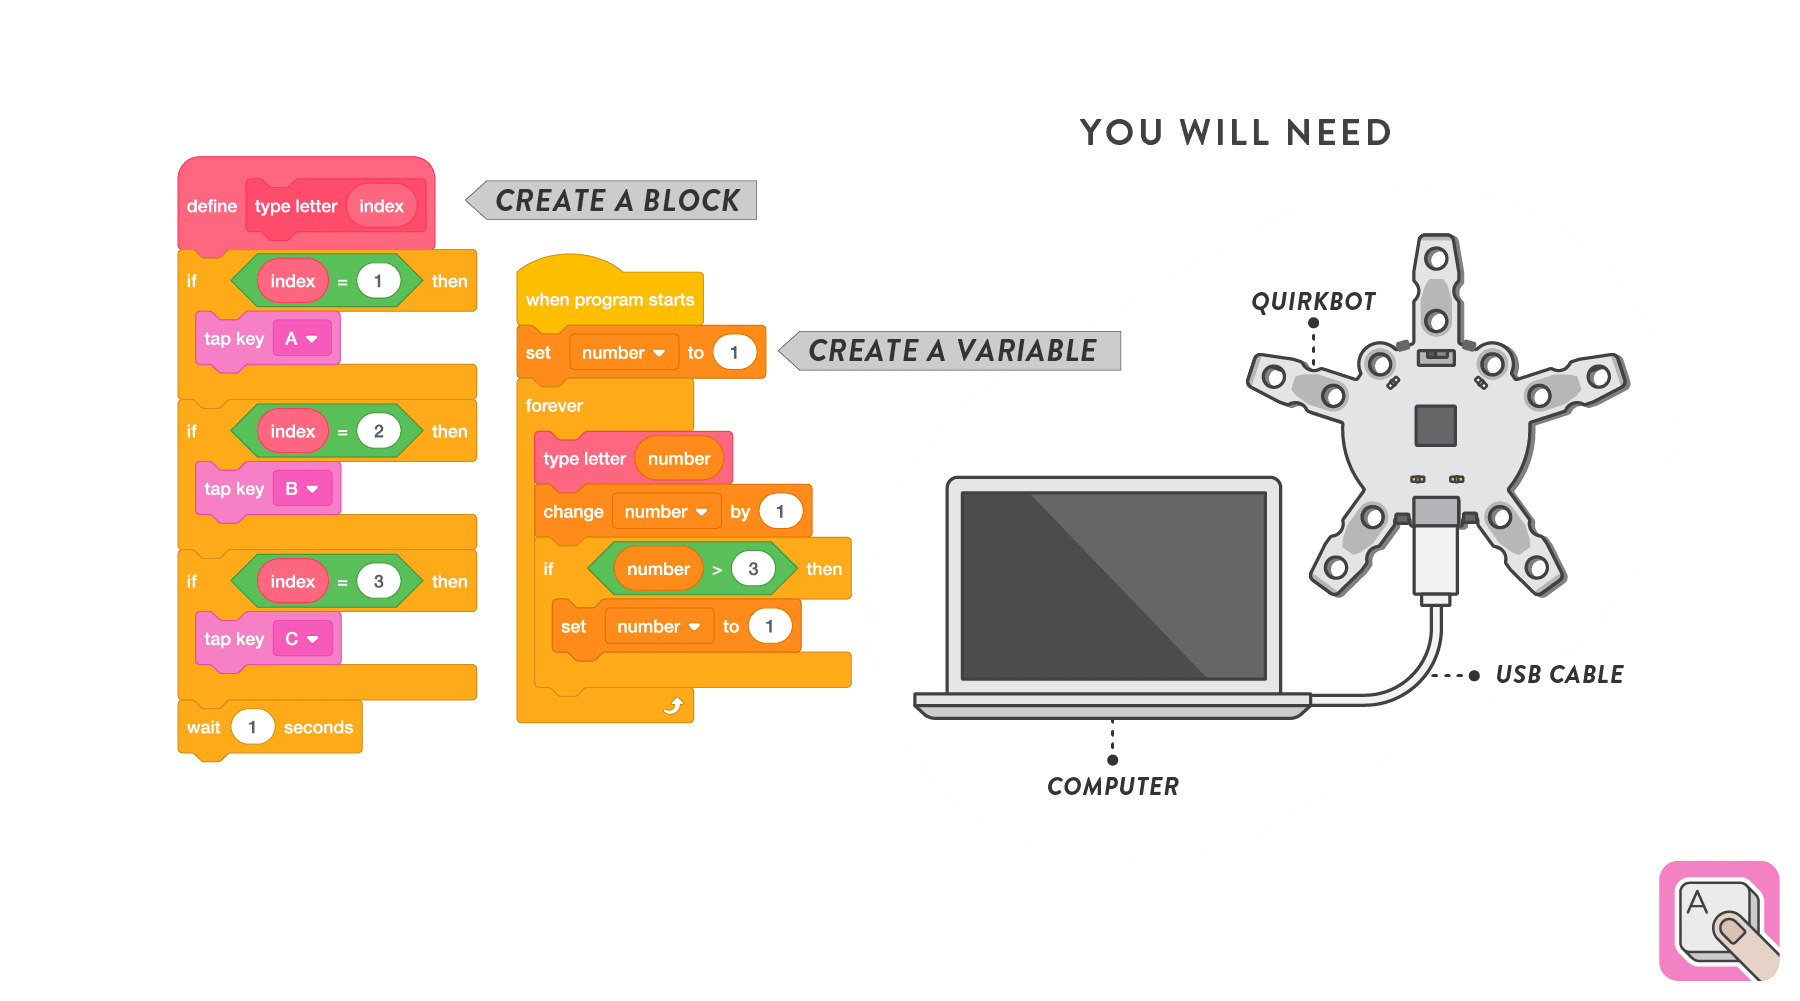 define type letter index
CREATE A BLOCK
if index = 1 then
tap key A
if index = 2 then
tap key B
if index = 3 then
tap key C
wait 1 seconds
when program starts
set number to 1
CREATE A VARIABLE
forever
type letter number
change number by 1
if number > 3 then
set number to 1
YOU WILL NEED
QUIRKBOT
USB CABLE
COMPUTER
A